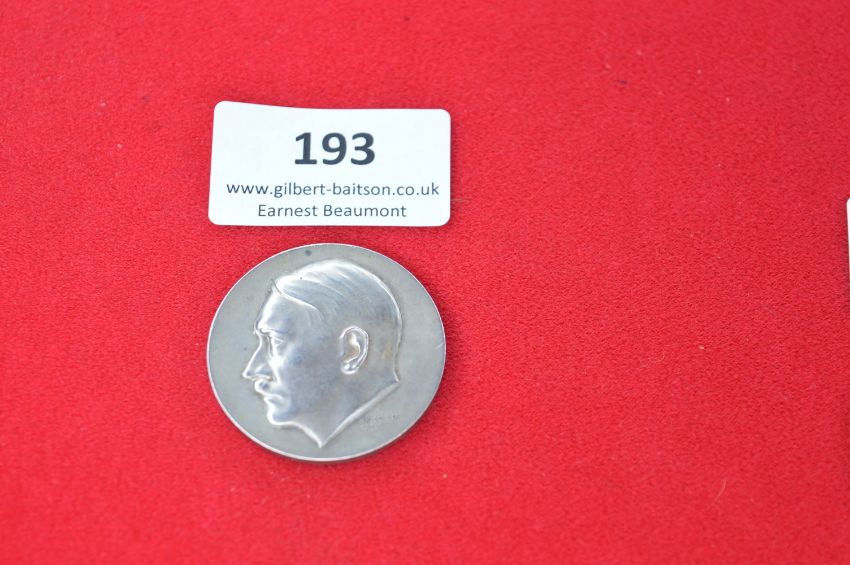 193
www.gilbert-baitson.co.uk
Earnest Beaumont